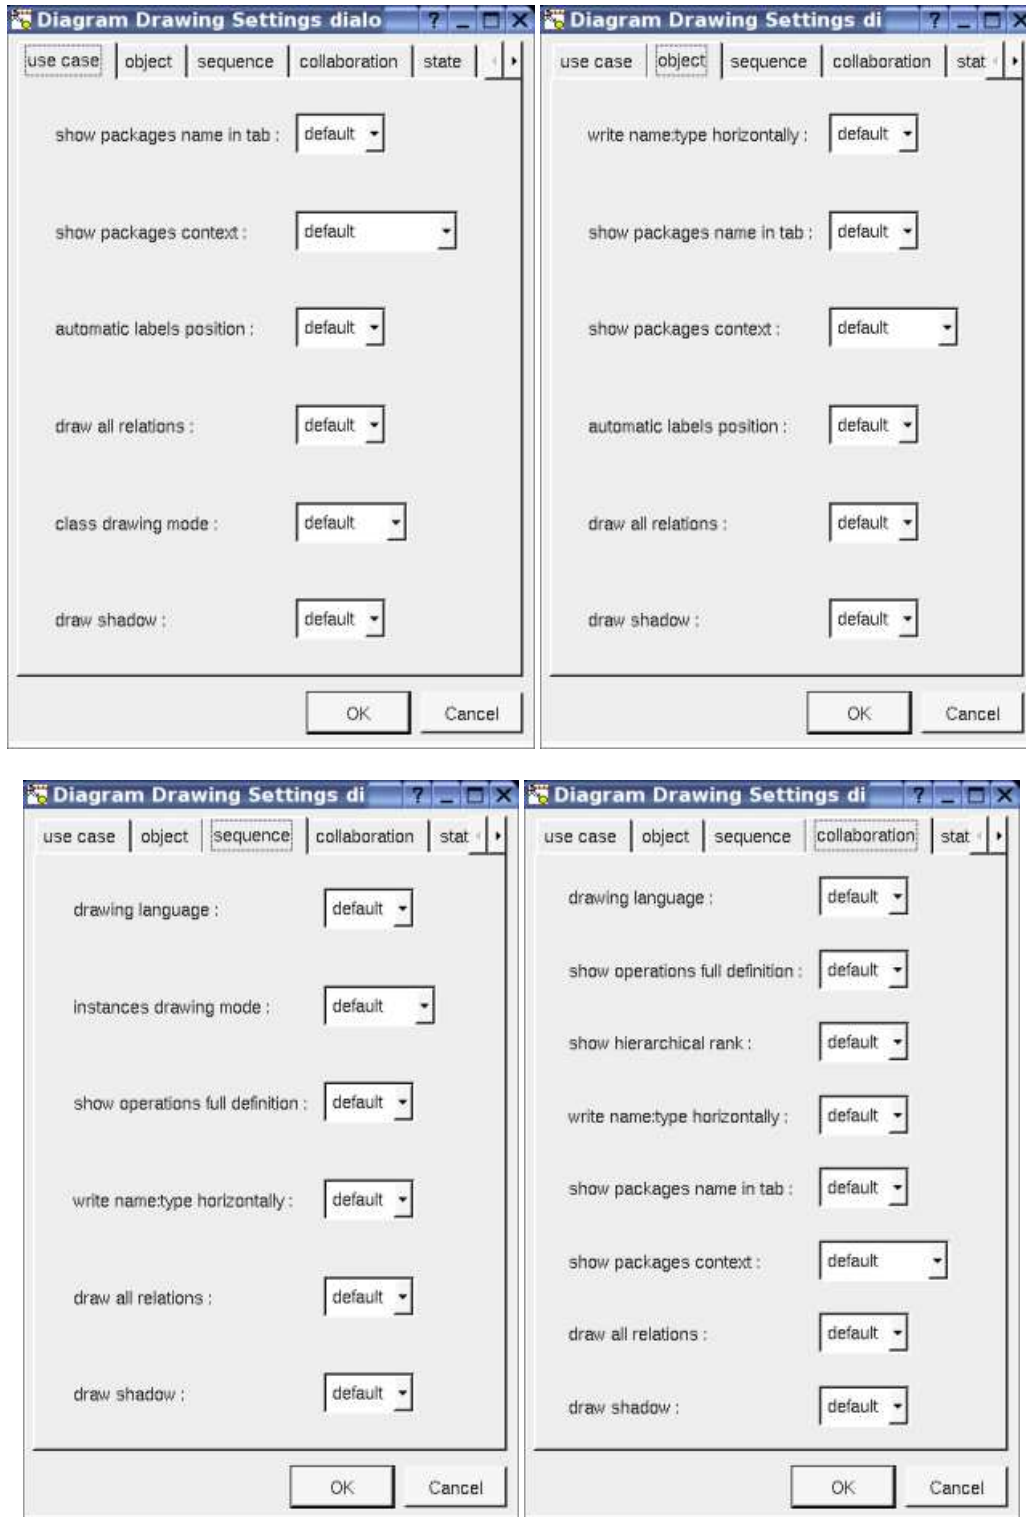 Diagram Drawing Settings dialo ? _
use case object sequence collaboration state
show packages name in tab : default
show packages context : default
automatic labels position : default
draw all relations : default
class drawing mode : default
draw shadow : default
OK Cancel
Diagram Drawing Settings di ? _
use case object sequence collaboration stat
write name:type horizontally : default
show packages name in tab : default
show packages context : default
automatic labels position : default
draw all relations : default
draw shadow : default
OK Cancel
Diagram Drawing Settings di ? _
use case object sequence collaboration stat
drawing language : default
instances drawing mode : default
show operations full definition : default
write name:type horizontally : default
draw all relations : default
draw shadow : default
OK Cancel
Diagram Drawing Settings di ? _
use case object sequence collaboration stat
drawing language : default
show operations full definition : default
show hierarchical rank : default
write name:type horizontally : default
show packages name in tab : default
show packages context : default
draw all relations : default
draw shadow : default
OK Cancel